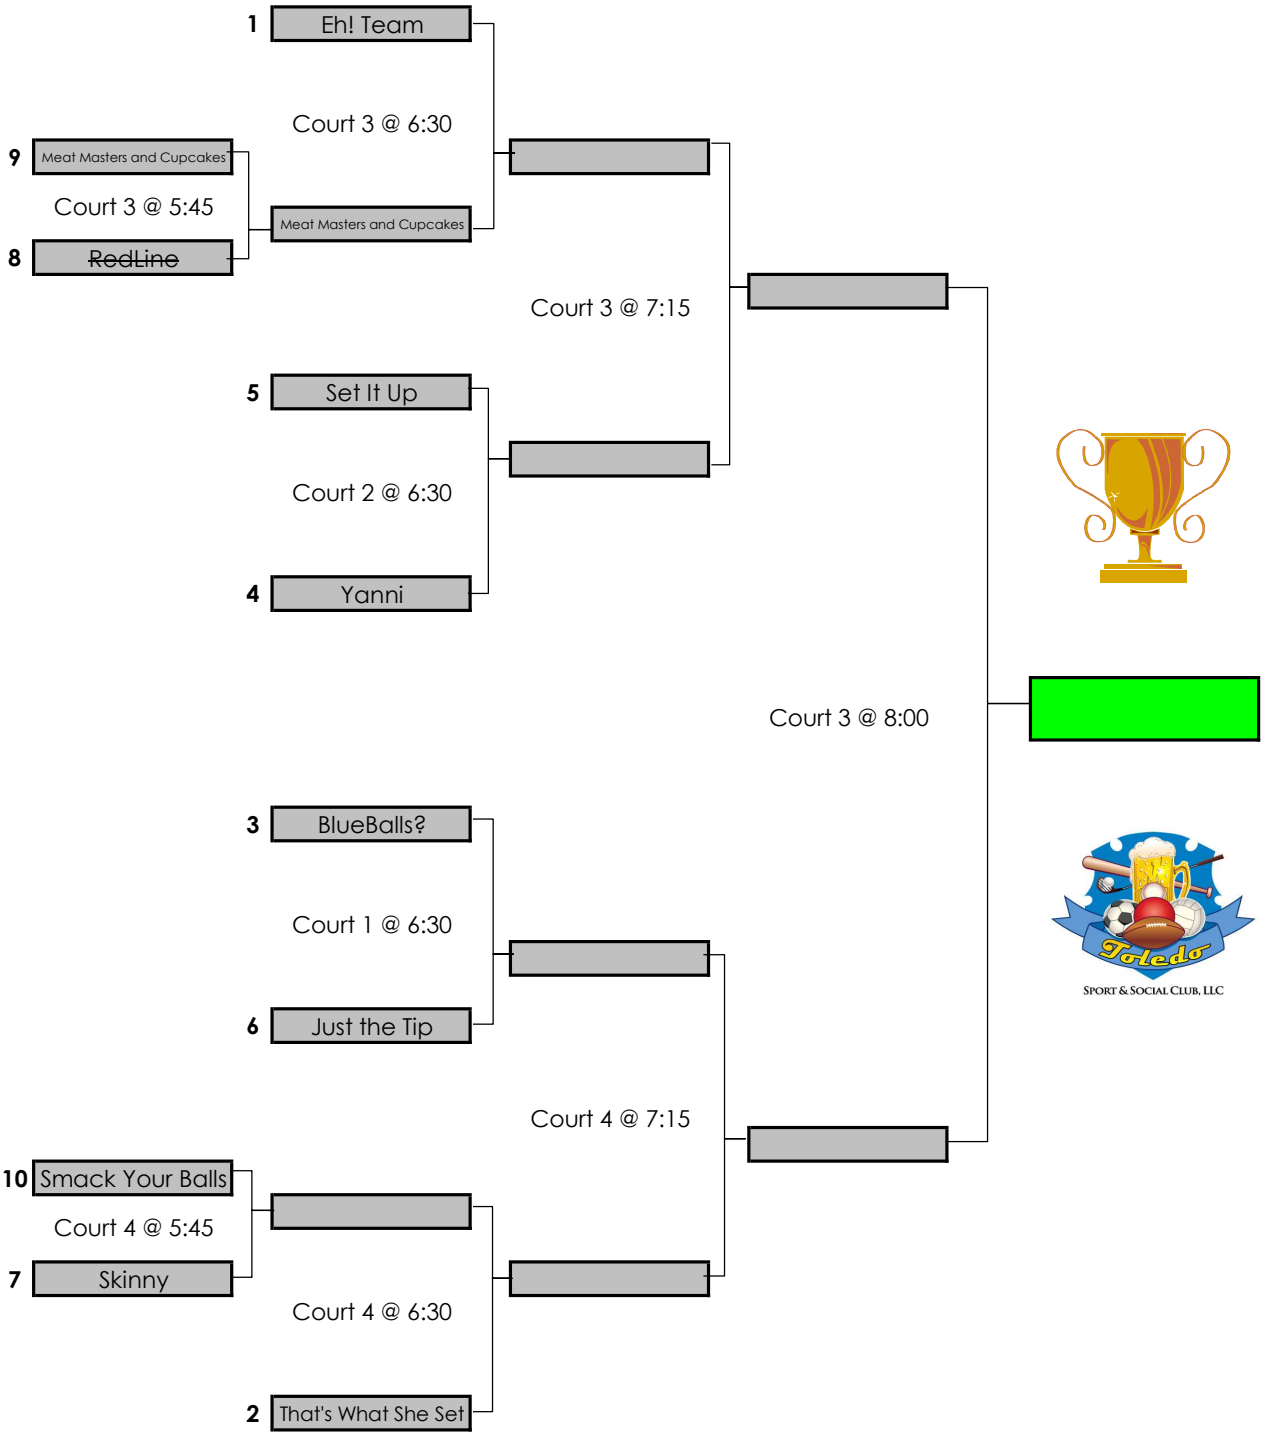 1 Eh! Team
Court 3 @ 6:30
9 Meat Masters and Cupcakes
Court 3 @ 5:45
Meat Masters and Cupcakes
8 RedLine
Court 3 @ 7:15
5 Set It Up
Court 2 @ 6:30
4 Yanni
Court 3 @ 8:00
3 BlueBalls?
Court 1 @ 6:30
Toledo
SPORT & SOCIAL CLUB, LLC
6 Just the Tip
Court 4 @ 7:15
10 Smack Your Balls
Court 4 @ 5:45
7 Skinny
Court 4 @ 6:30
2 That's What She Set